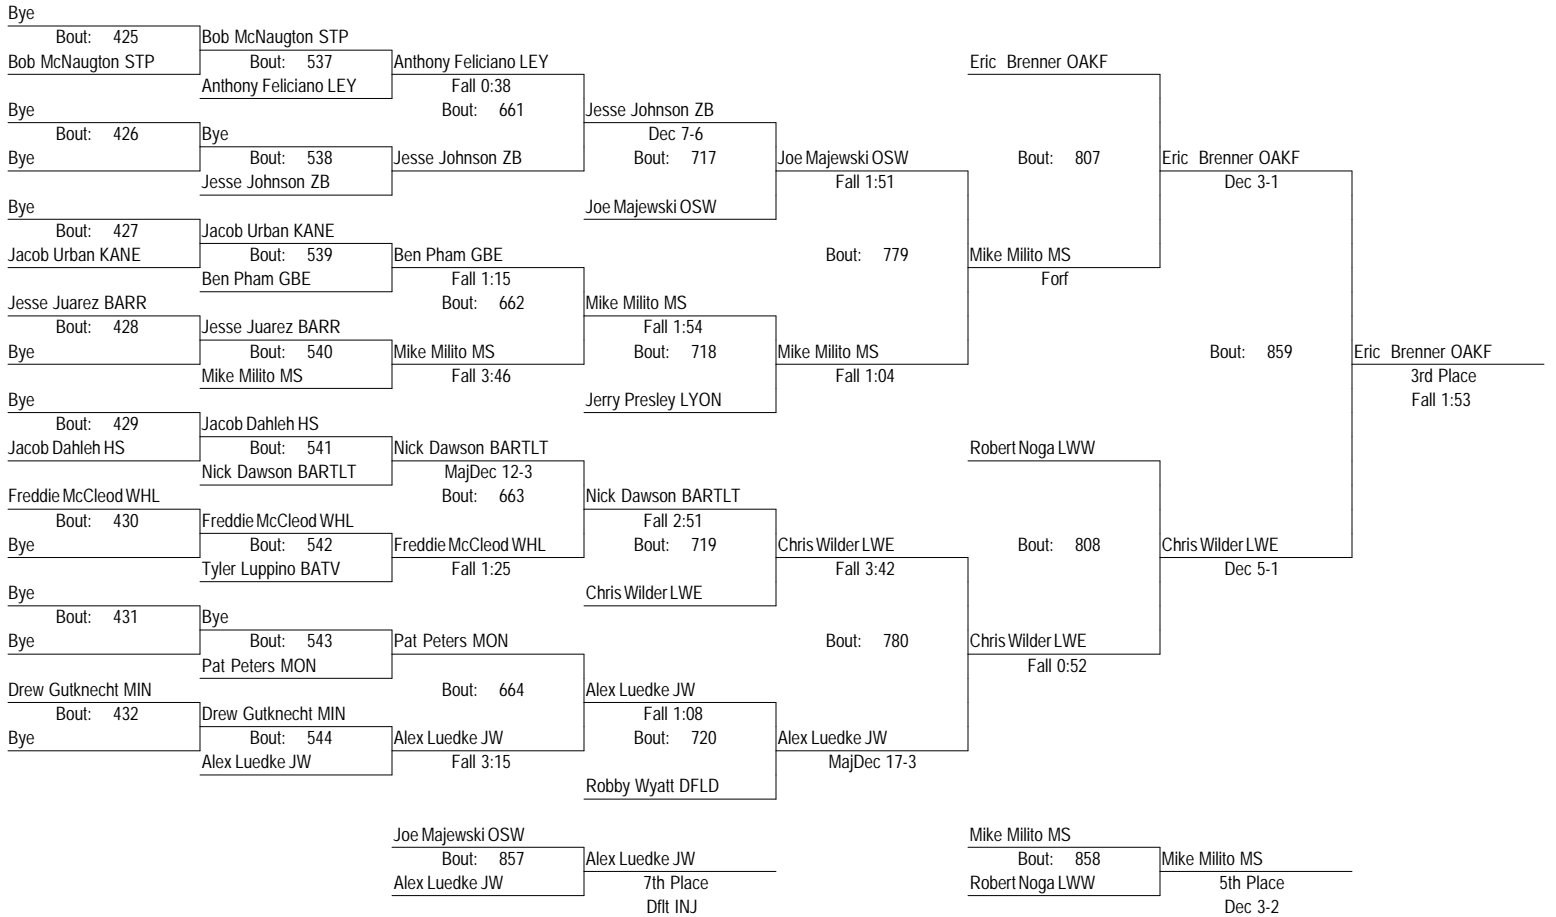 Bye
Bout: 425 Bob McNaugton STP
Bob McNaugton STP Bout: 537 Anthony Feliciano LEY Eric Brenner OAKF
Anthony Feliciano LEY Fall 0:38
Bye Bout: 661 Jesse Johnson ZB
Bout: 426 Bye Dec 7-6
Bye Bout: 538 Jesse Johnson ZB Bout: 717 Joe Majewski OSW Bout: 807 Eric Brenner OAKF
Jesse Johnson ZB Fall 1:51 Dec 3-1
Bye Joe Majewski OSW
Bout: 427 Jacob Urban KANE
Jacob Urban KANE Bout: 539 Ben Pham GBE Bout: 779 Mike Milito MS
Ben Pham GBE Fall 1:15 Forf
Jesse Juarez BARR Bout: 662 Mike Milito MS
Bout: 428 Jesse Juarez BARR Fall 1:54
Bye Bout: 540 Mike Milito MS Bout: 718 Mike Milito MS Bout: 859 Eric Brenner OAKF
Mike Milito MS Fall 3:46 Fall 1:04 3rd Place
Bye Jerry Presley LYON Fall 1:53
Bout: 429 Jacob Dahleh HS
Jacob Dahleh HS Bout: 541 Nick Dawson BARTLT Robert Noga LWW
Nick Dawson BARTLT MajDec 12-3
Freddie McCleod WHL Bout: 663 Nick Dawson BARTLT
Bout: 430 Freddie McCleod WHL Fall 2:51
Bye Bout: 542 Freddie McCleod WHL Bout: 719 Chris Wilder LWE Bout: 808 Chris Wilder LWE
Tyler Luppino BATV Fall 1:25 Fall 3:42 Dec 5-1
Bye Chris Wilder LWE
Bout: 431 Bye
Bye Bout: 543 Pat Peters MON Bout: 780 Chris Wilder LWE
Pat Peters MON Fall 0:52
Drew Gutknecht MIN Bout: 664 Alex Luedke JW
Bout: 432 Drew Gutknecht MIN Fall 1:08
Bye Bout: 544 Alex Luedke JW Bout: 720 Alex Luedke JW
Alex Luedke JW Fall 3:15 MajDec 17-3
Robby Wyatt DFLD
Joe Majewski OSW Mike Milito MS
Bout: 857 Alex Luedke JW Bout: 858 Mike Milito MS
Alex Luedke JW 7th Place Robert Noga LWW 5th Place
Dflt INJ Dec 3-2